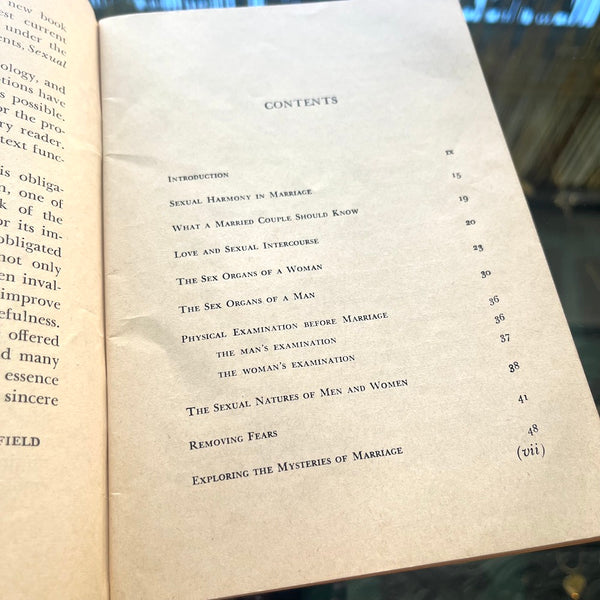 new book
est current
under the
ents, Sexual
ology, and
tions have
s possible.
or the pro-
ry reader.
text func-
is obliga-
n, one of
k of the
or its im-
obligated
not only
en inval-
improve
efulness.
offered
d many
essence
sincere
FIELD
CONTENTS
Introduction ix
Sexual Harmony in Marriage 15
What a Married Couple Should Know 19
Love and Sexual Intercourse 20
The Sex Organs of a Woman 23
The Sex Organs of a Man 30
Physical Examination before Marriage 36
the man's examination 36
the woman's examination 37
The Sexual Natures of Men and Women 38
Removing Fears 41
Exploring the Mysteries of Marriage 48
(vii)